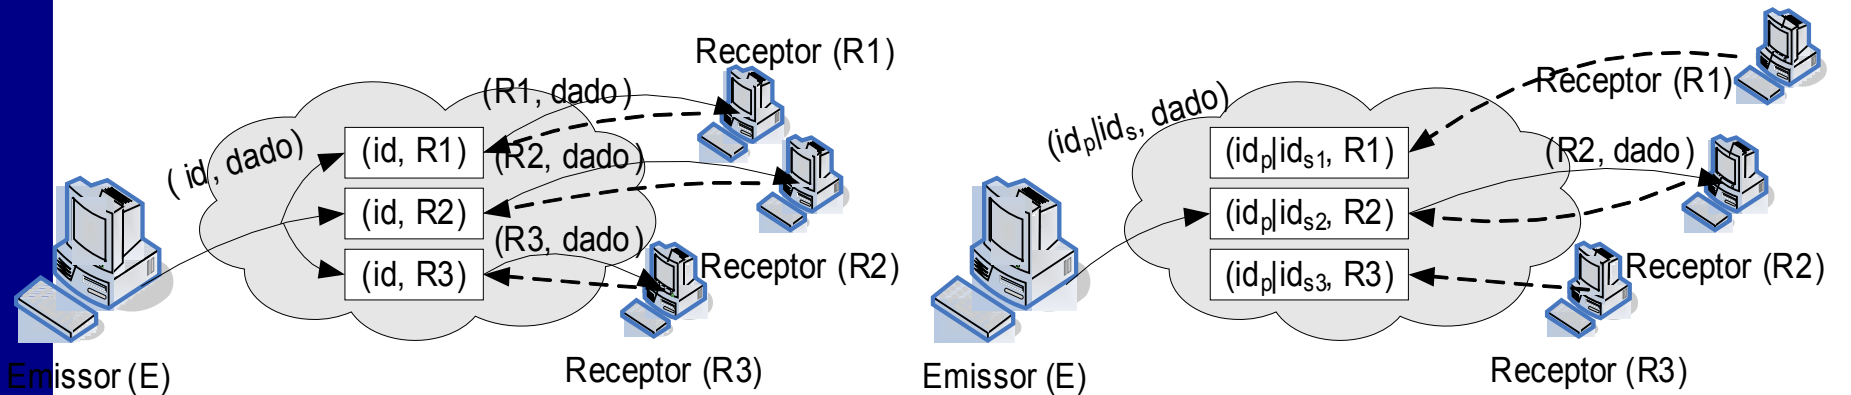 Receptor (R1)
(R1, dado)
( id, dado)
(id, R1)
(R2, dado)
(id, R2)
(R3, dado)
(id, R3)
Receptor (R2)
Receptor (R3)
Emissor (E)
Receptor (R1)
(idp|ids, dado)
(idp|ids1, R1)
(R2, dado)
(idp|ids2, R2)
(idp|ids3, R3)
Receptor (R2)
Receptor (R3)
Emissor (E)